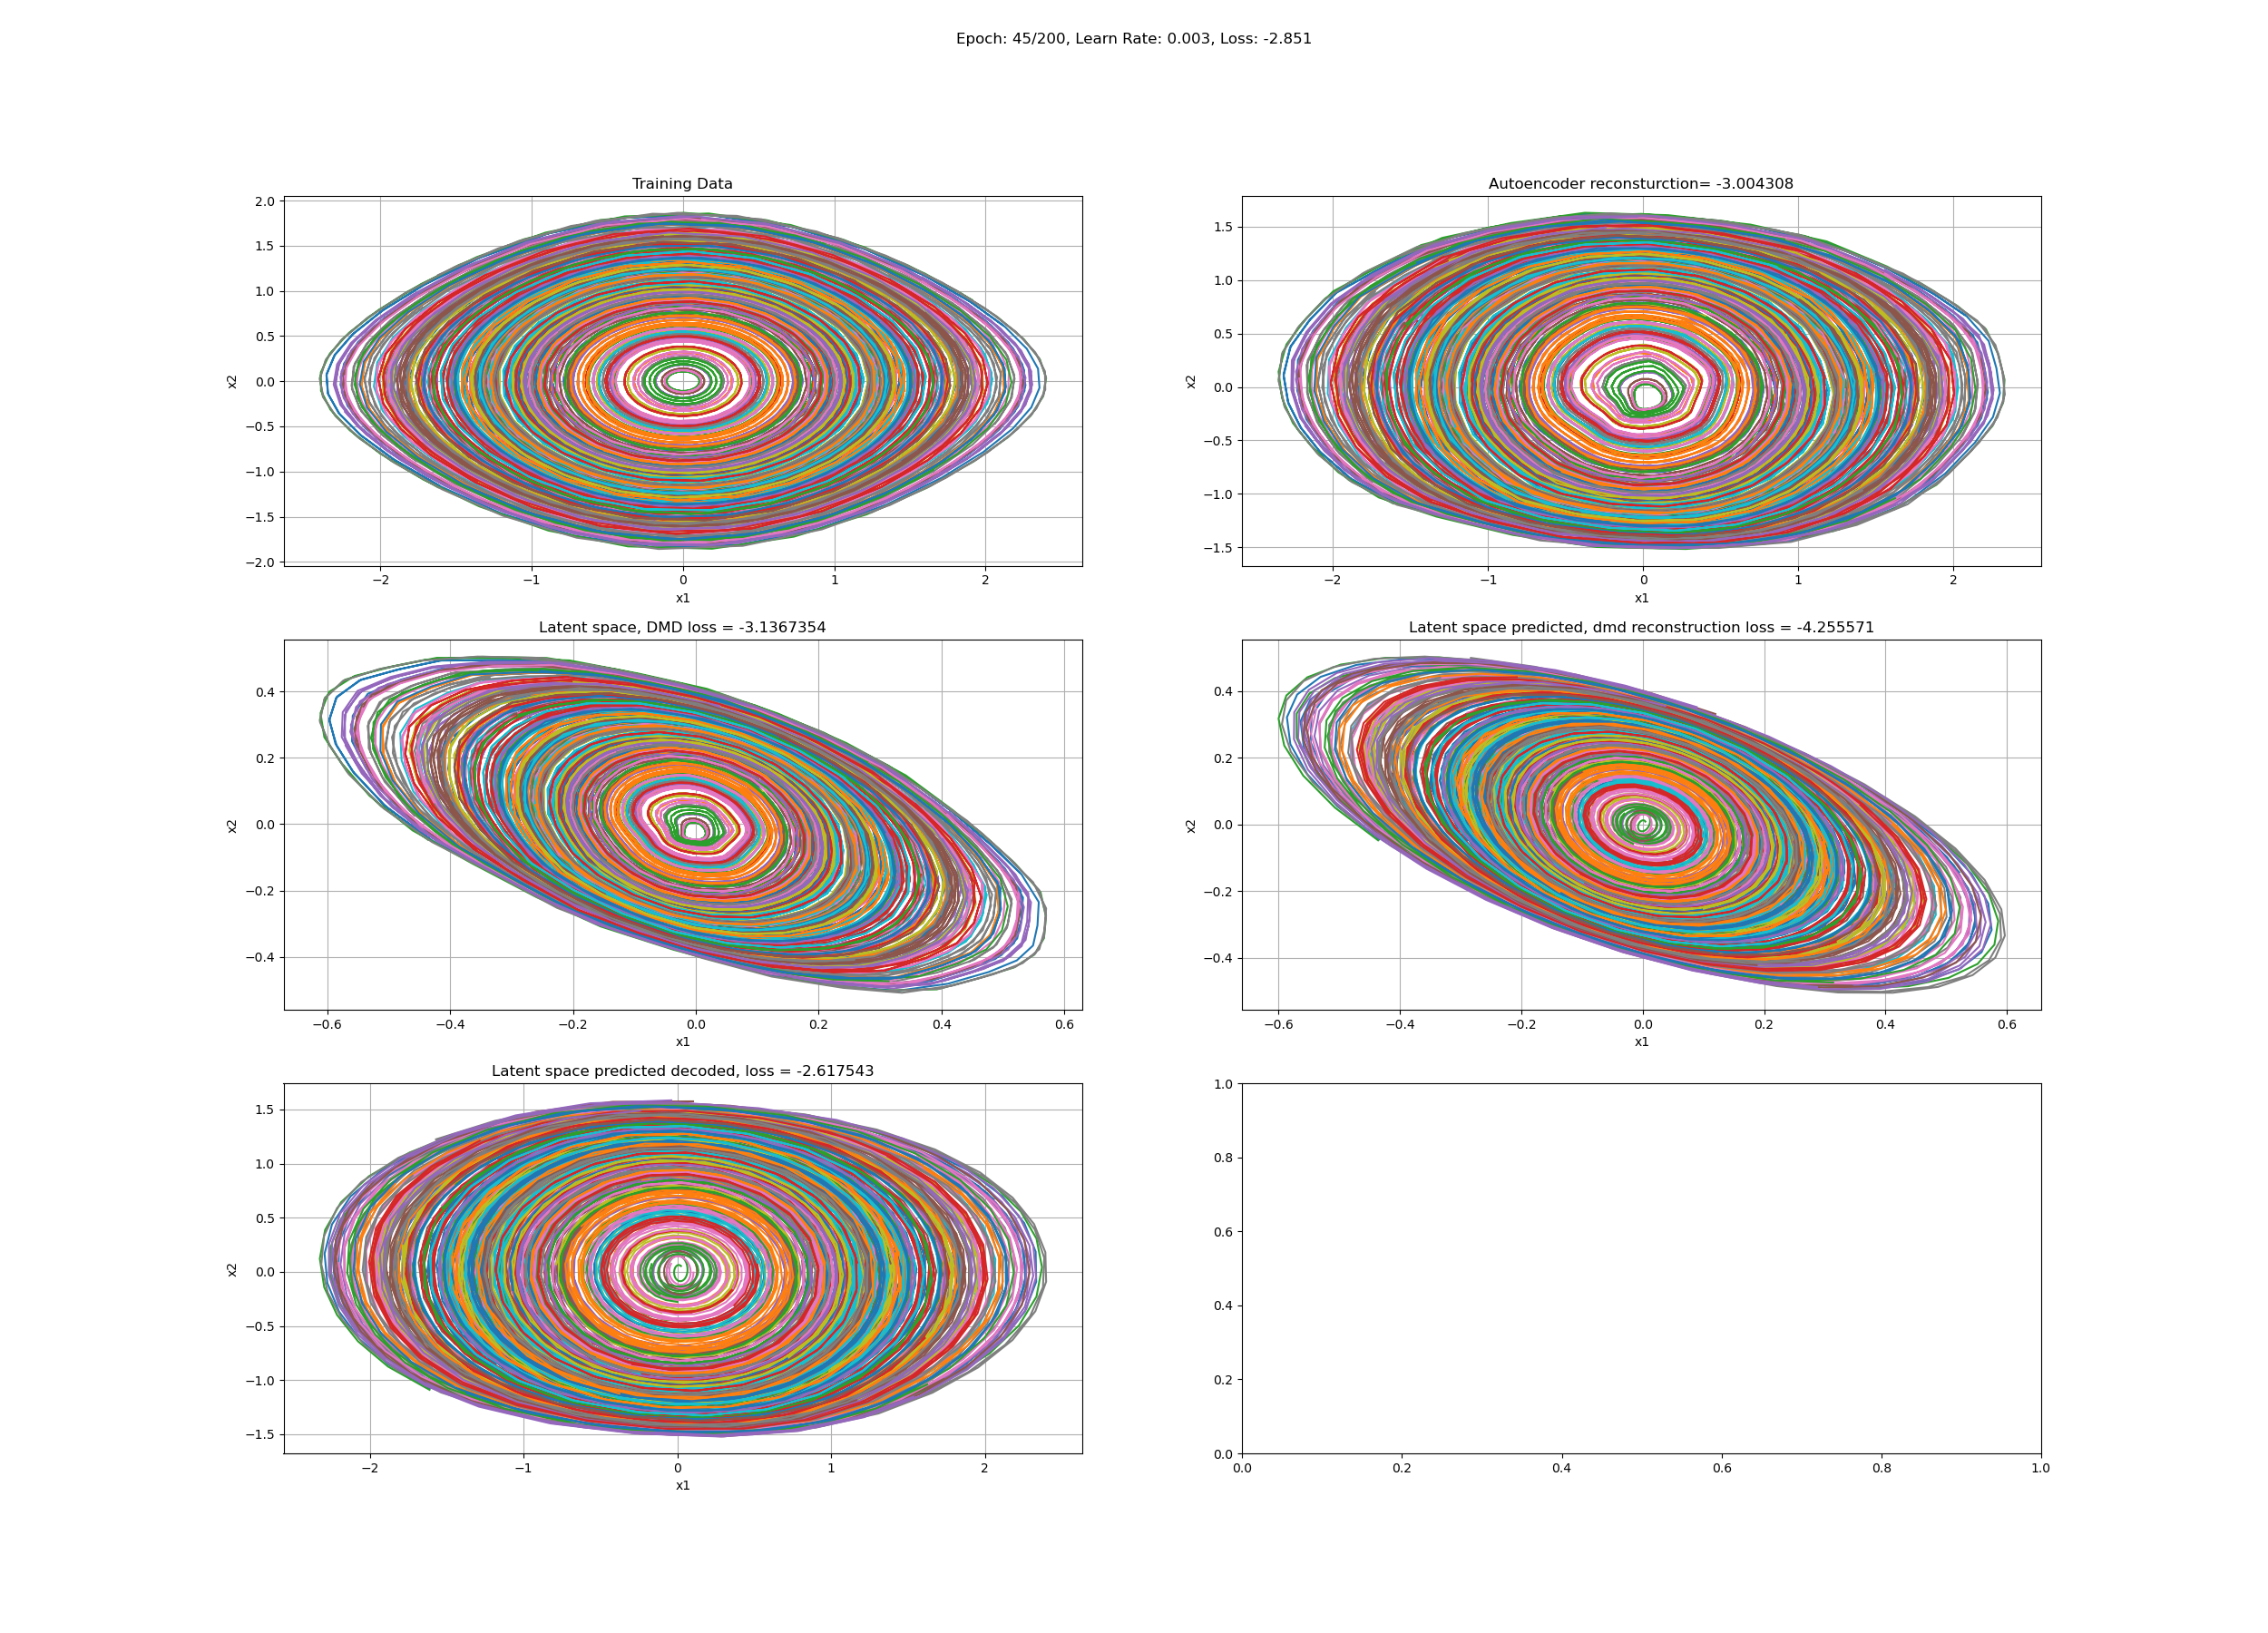 Epoch: 45/200, Learn Rate: 0.003, Loss: -2.851
Training Data
2.0
1.5
1.0
0.5
0.0
−0.5
−1.0
−1.5
−2.0
x2
−2 −1 0 1 2
x1
Autoencoder reconsturction= -3.004308
1.5
1.0
0.5
0.0
−0.5
−1.0
−1.5
x2
−2 −1 0 1 2
x1
Latent space, DMD loss = -3.1367354
0.4
0.2
0.0
−0.2
−0.4
x2
−0.6 −0.4 −0.2 0.0 0.2 0.4 0.6
x1
Latent space predicted, dmd reconstruction loss = -4.255571
0.4
0.2
0.0
−0.2
−0.4
x2
−0.6 −0.4 −0.2 0.0 0.2 0.4 0.6
x1
Latent space predicted decoded, loss = -2.617543
1.5
1.0
0.5
0.0
−0.5
−1.0
−1.5
x2
−2 −1 0 1 2
x1
1.0
0.8
0.6
0.4
0.2
0.0
0.0 0.2 0.4 0.6 0.8 1.0